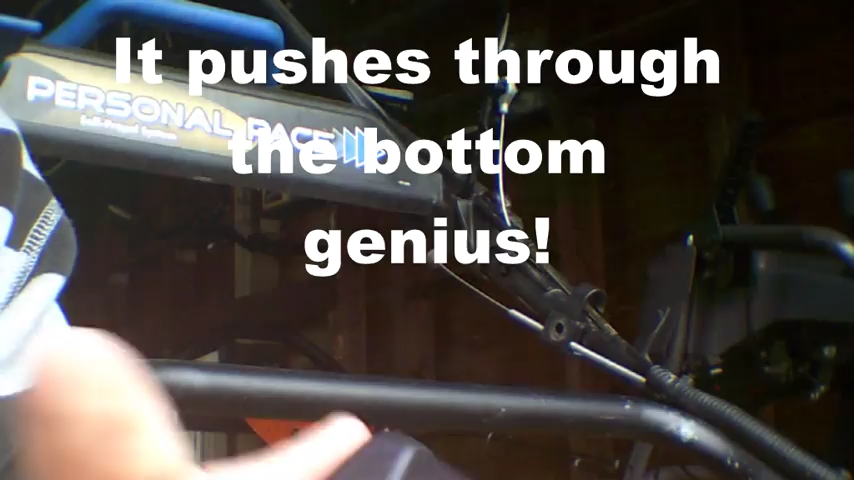 It pushes through
the bottom
genius!
PERSONAL PACE